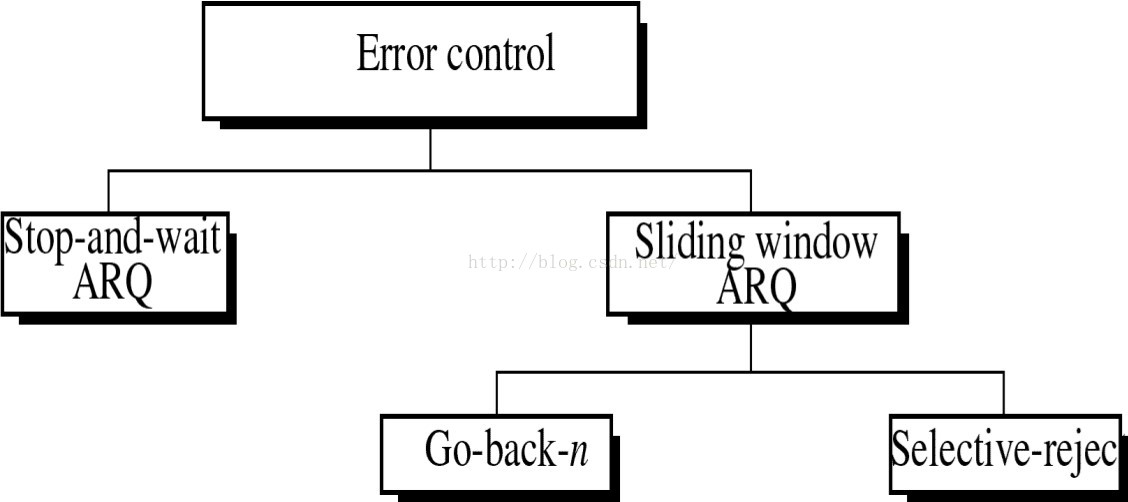 Error control
Stop-and-wait
ARQ
Sliding window
ARQ
http://blog.csdn.net/
Go-back-n
Selective-rejec